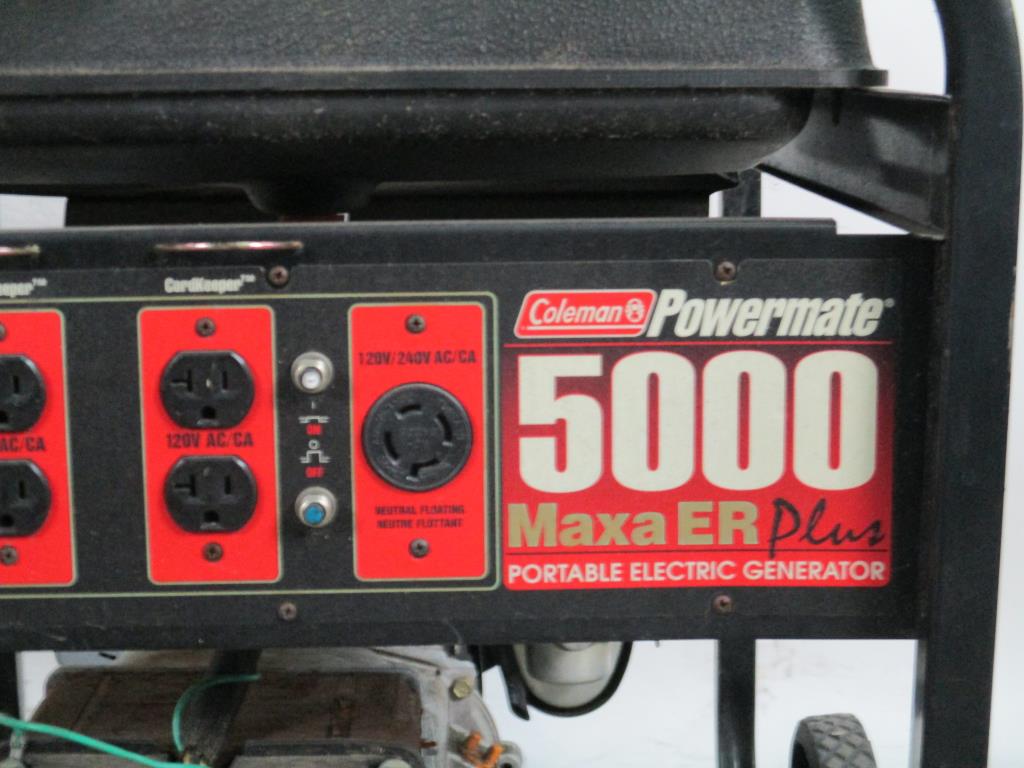 CordKeeper™
AC/CA
120V AC/CA
I
ON
O
OFF
120V/240V AC/CA
NEUTRAL FLOATING
NEUTRE FLOTTANT
Coleman Powermate®
5000
Maxa ER Plus
PORTABLE ELECTRIC GENERATOR